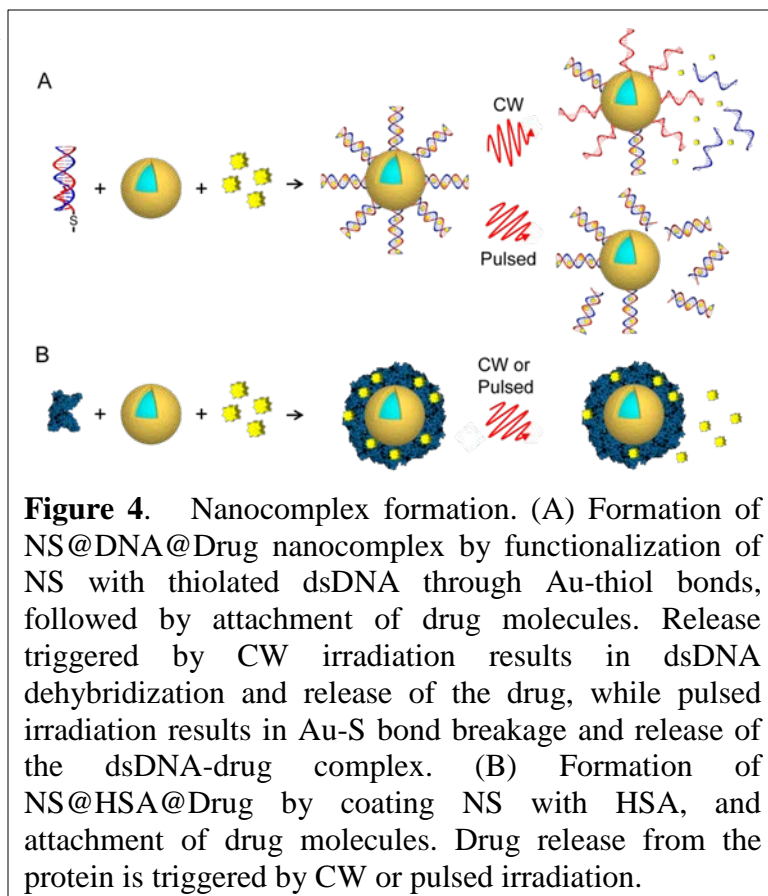 A
CW
+ + →
S
Pulsed
B
CW or
Pulsed
+ + →
Figure 4. Nanocomplex formation. (A) Formation of
NS@DNA@Drug nanocomplex by functionalization of
NS with thiolated dsDNA through Au-thiol bonds,
followed by attachment of drug molecules. Release
triggered by CW irradiation results in dsDNA
dehybridization and release of the drug, while pulsed
irradiation results in Au-S bond breakage and release of
the dsDNA-drug complex. (B) Formation of
NS@HSA@Drug by coating NS with HSA, and
attachment of drug molecules. Drug release from the
protein is triggered by CW or pulsed irradiation.